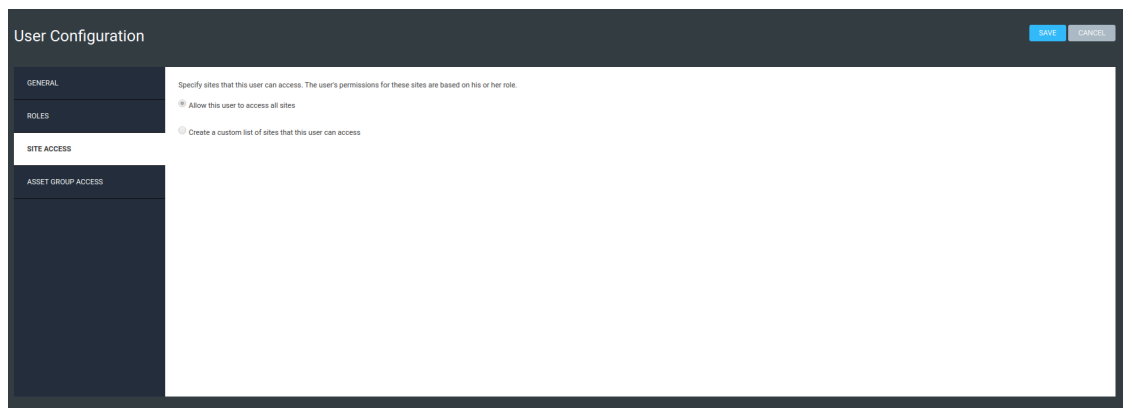 User Configuration
SAVE CANCEL
GENERAL
ROLES
SITE ACCESS
ASSET GROUP ACCESS
Specify sites that this user can access. The user's permissions for these sites are based on his or her role.
Allow this user to access all sites
Create a custom list of sites that this user can access